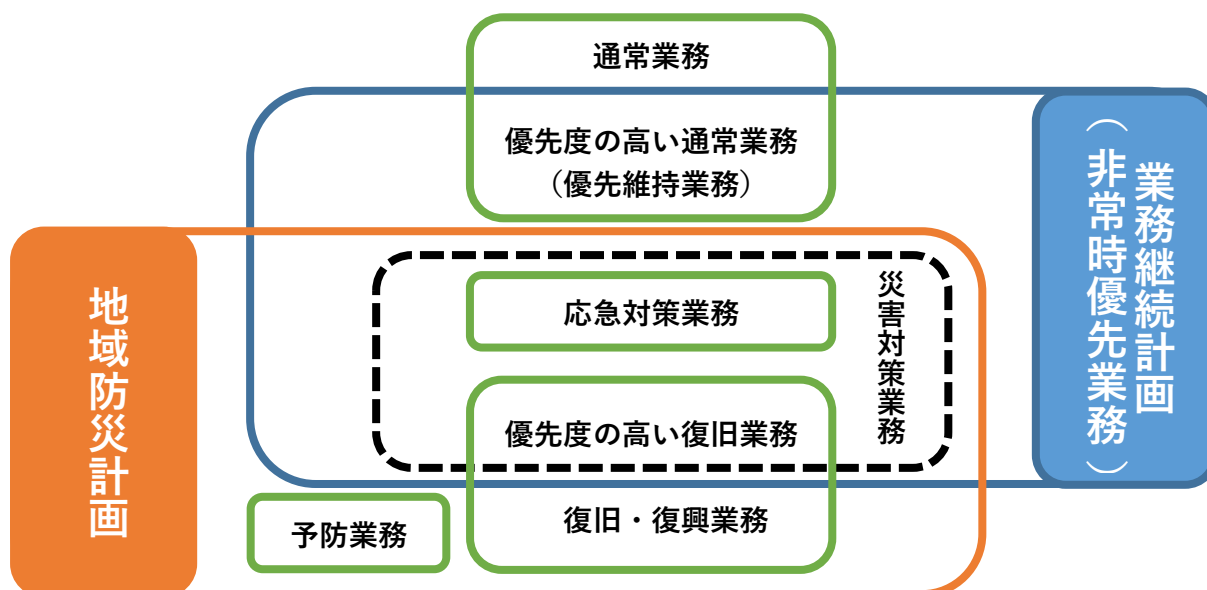 通常業務
優先度の高い通常業務
（優先維持業務）
業務継続計画
（非常時優先業務）
地域防災計画
災害対策業務
応急対策業務
優先度の高い復旧業務
復旧・復興業務
予防業務